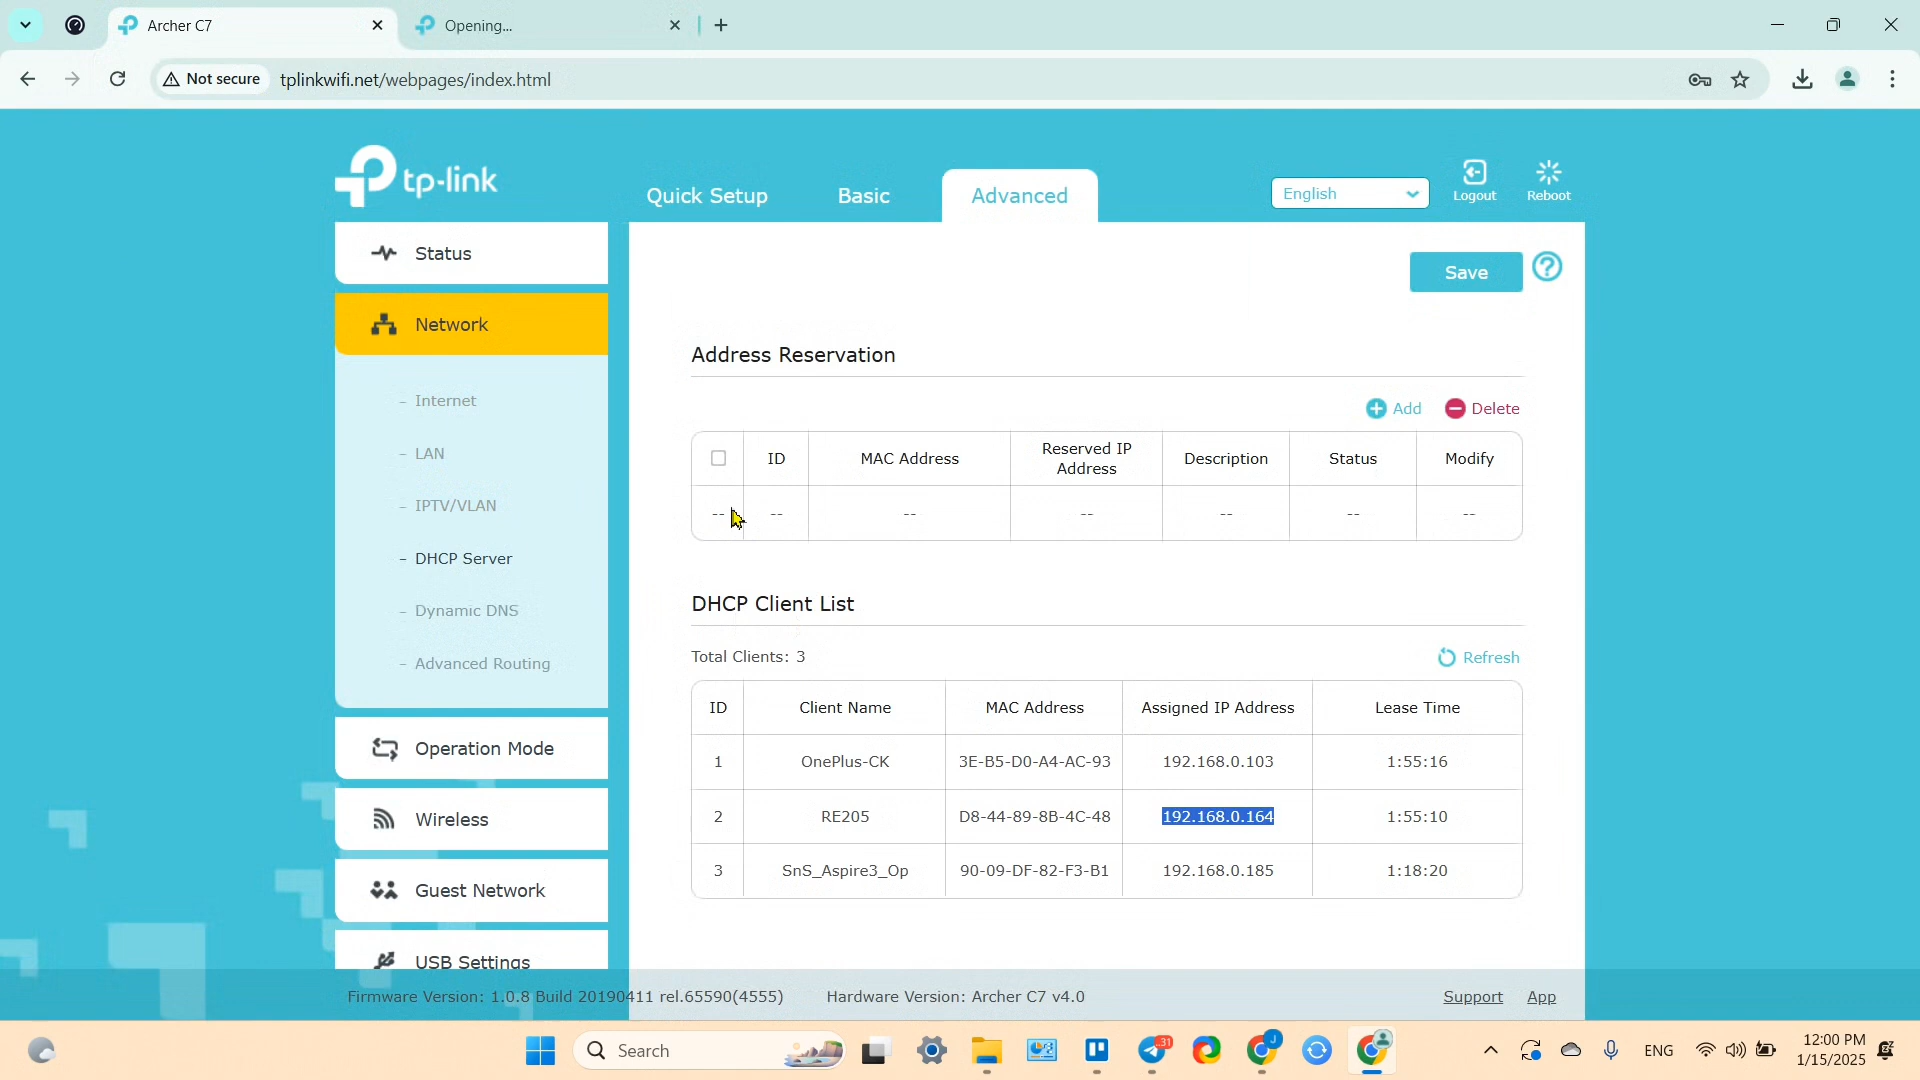 Archer C7
Opening...
Not secure
tplinkwifi.net/webpages/index.html
tp-link
Quick Setup
Basic
Advanced
English
Logout
Reboot
Status
Network
- Internet
- LAN
- IPTV/VLAN
- DHCP Server
- Dynamic DNS
- Advanced Routing
Operation Mode
Wireless
Guest Network
USB Settings
Save
Address Reservation
Add
Delete
ID MAC Address Reserved IP Address Description Status Modify
-- -- -- -- -- -- --
DHCP Client List
Total Clients: 3
Refresh
ID Client Name MAC Address Assigned IP Address Lease Time
1 OnePlus-CK 3E-B5-D0-A4-AC-93 192.168.0.103 1:55:16
2 RE205 D8-44-89-8B-4C-48 192.168.0.164 1:55:10
3 SnS_Aspire3_Op 90-09-DF-82-F3-B1 192.168.0.185 1:18:20
Firmware Version: 1.0.8 Build 20190411 rel.65590(4555)
Hardware Version: Archer C7 v4.0
Support
App
Search
31
J
ENG
12:00 PM
1/15/2025